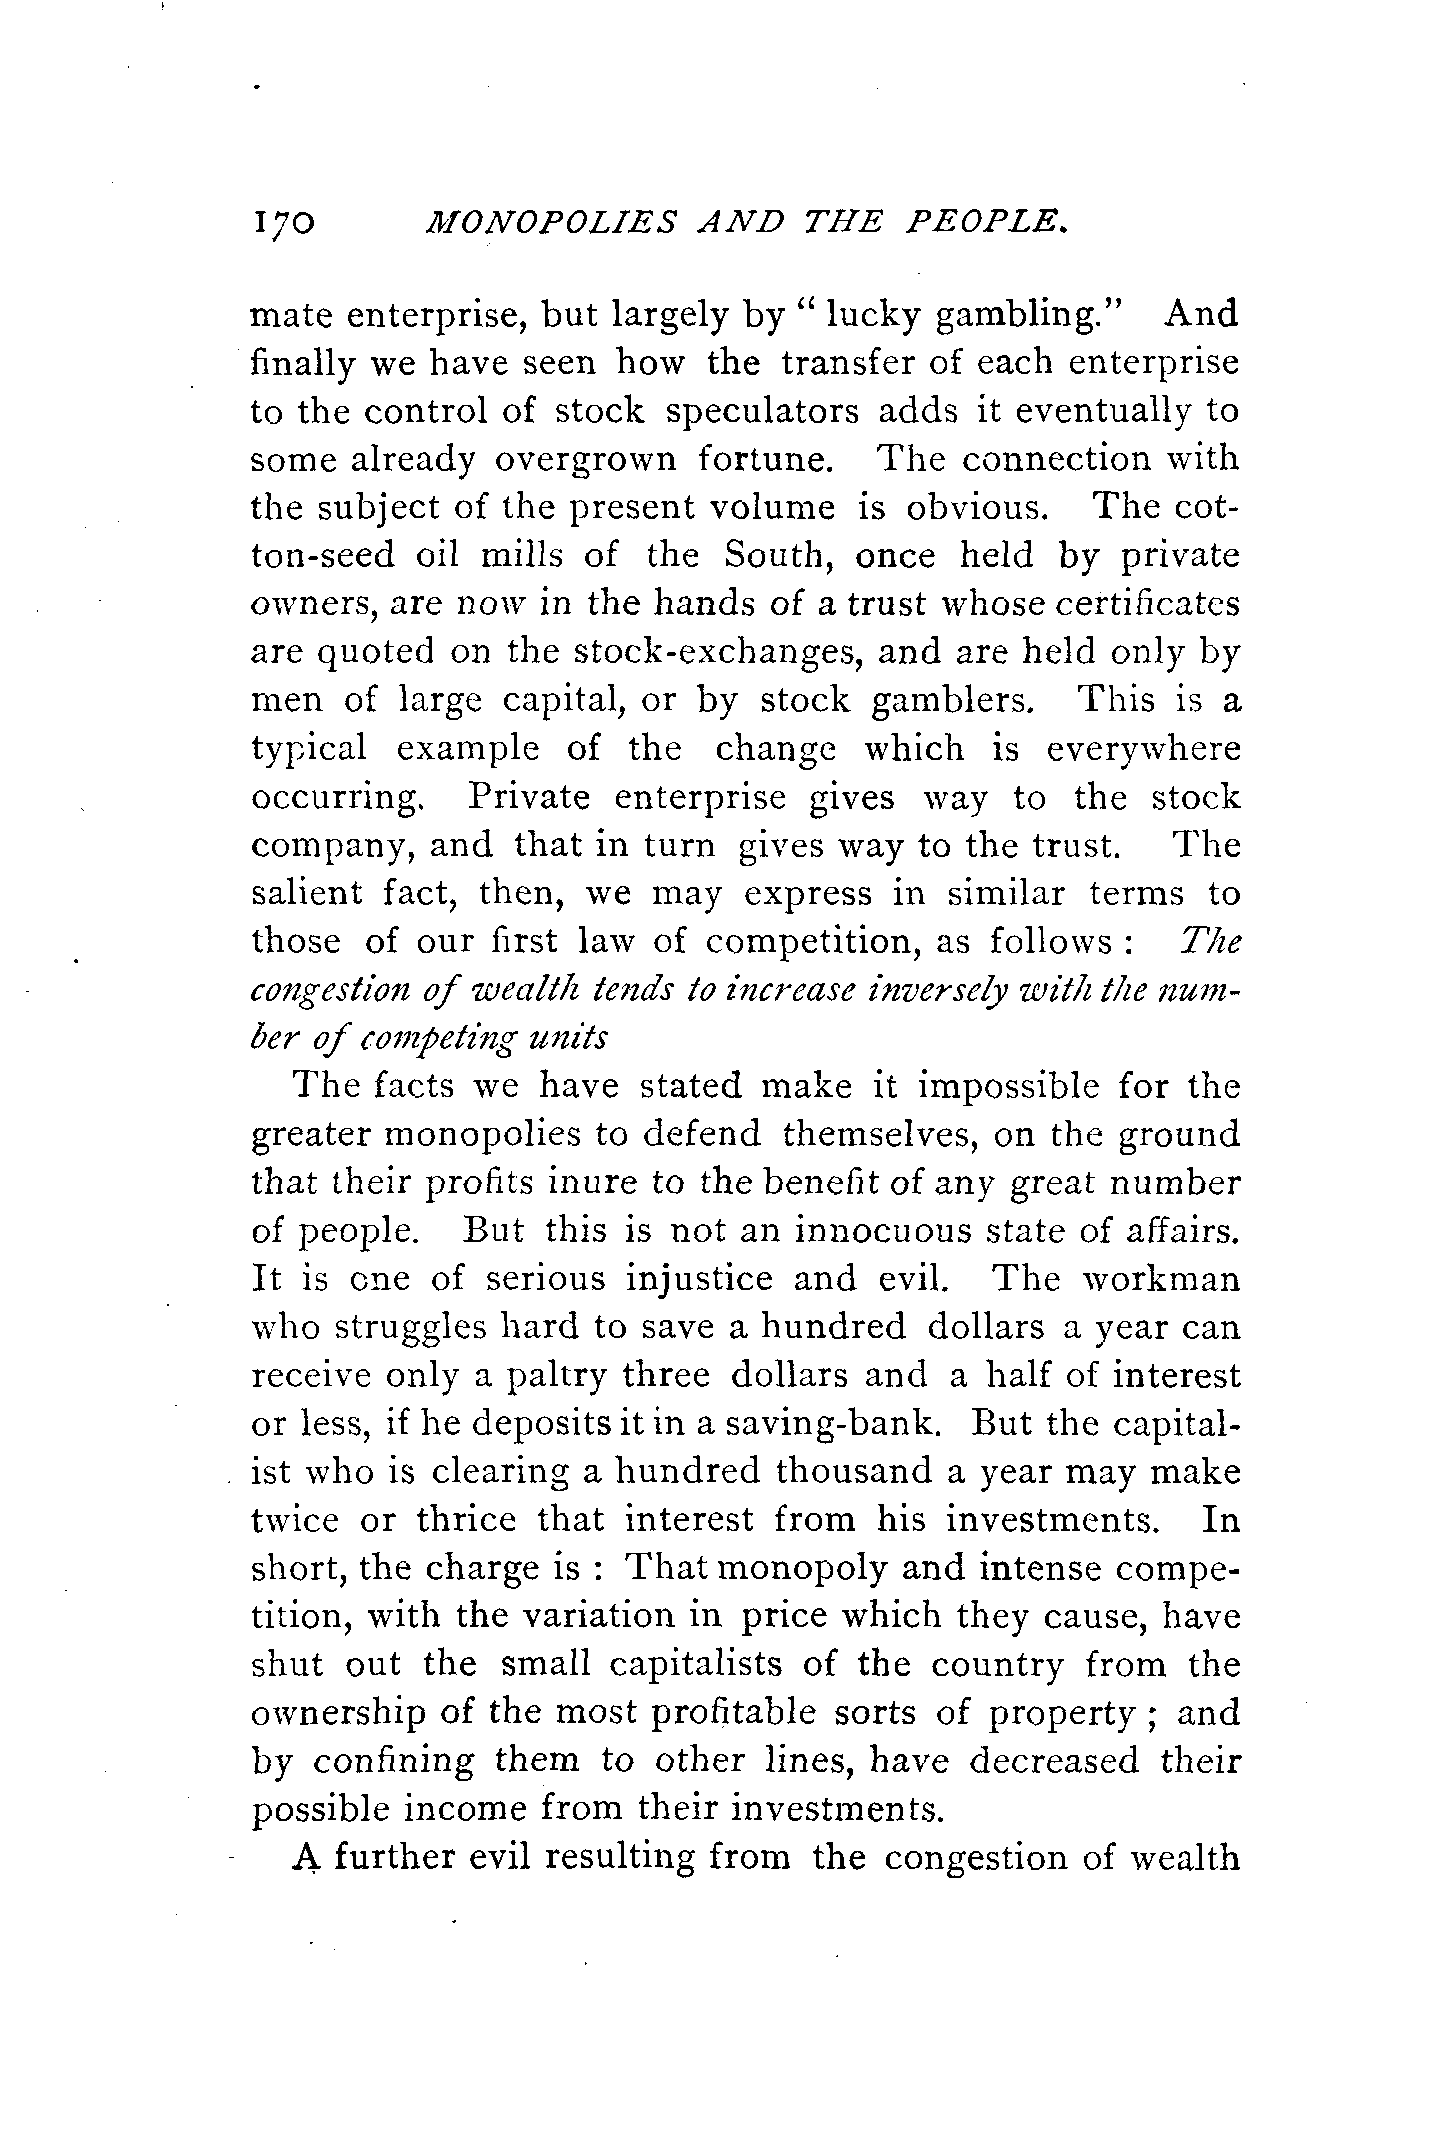 170 MONOPOLIES AND THE PEOPLE.
mate enterprise, but largely by " lucky gambling." And
finally we have seen how the transfer of each enterprise
to the control of stock speculators adds it eventually to
some already overgrown fortune. The connection with
the subject of the present volume is obvious. The cot-
ton-seed oil mills of the South, once held by private
owners, are now in the hands of a trust whose certificates
are quoted on the stock-exchanges, and are held only by
men of large capital, or by stock gamblers. This is a
typical example of the change which is everywhere
occurring. Private enterprise gives way to the stock
company, and that in turn gives way to the trust. The
salient fact, then, we may express in similar terms to
those of our first law of competition, as follows : The
congestion of wealth tends to increase inversely with the num-
ber of competing units
The facts we have stated make it impossible for the
greater monopolies to defend themselves, on the ground
that their profits inure to the benefit of any great number
of people. But this is not an innocuous state of affairs.
It is one of serious injustice and evil. The workman
who struggles hard to save a hundred dollars a year can
receive only a paltry three dollars and a half of interest
or less, if he deposits it in a saving-bank. But the capital-
ist who is clearing a hundred thousand a year may make
twice or thrice that interest from his investments. In
short, the charge is : That monopoly and intense compe-
tition, with the variation in price which they cause, have
shut out the small capitalists of the country from the
ownership of the most profitable sorts of property ; and
by confining them to other lines, have decreased their
possible income from their investments.
A further evil resulting from the congestion of wealth